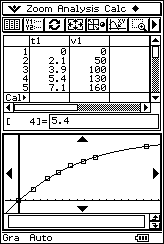 Zoom Analysis Calc ◆
t1 v1
1 0 0
2 2.1 50
3 3.9 100
4 5.4 130
5 7.1 160
Cal▶
[ 4]= 5.4
Gra Auto